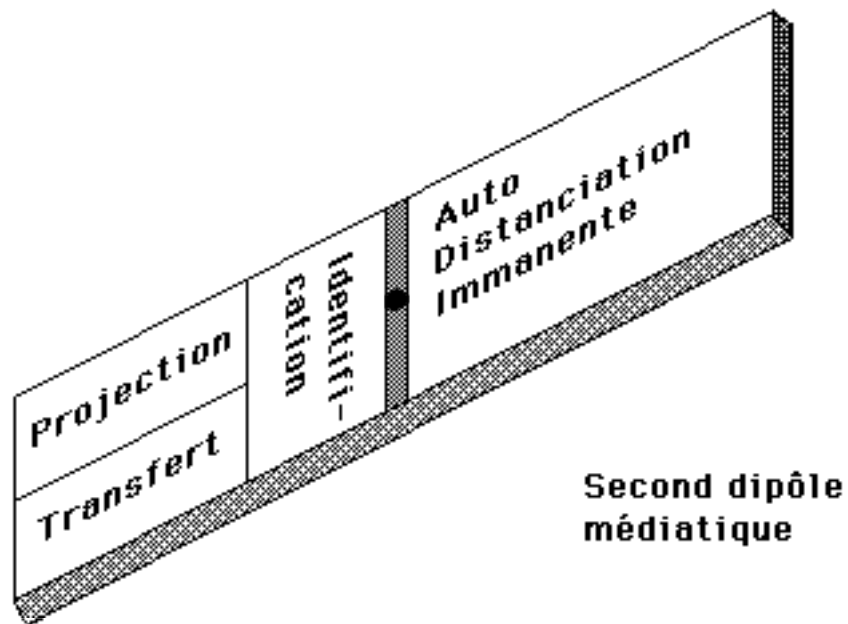 Projection
Transfert
Identifi-
cation
Auto
Distanciation
Immanente
Second dipôle
médiatique